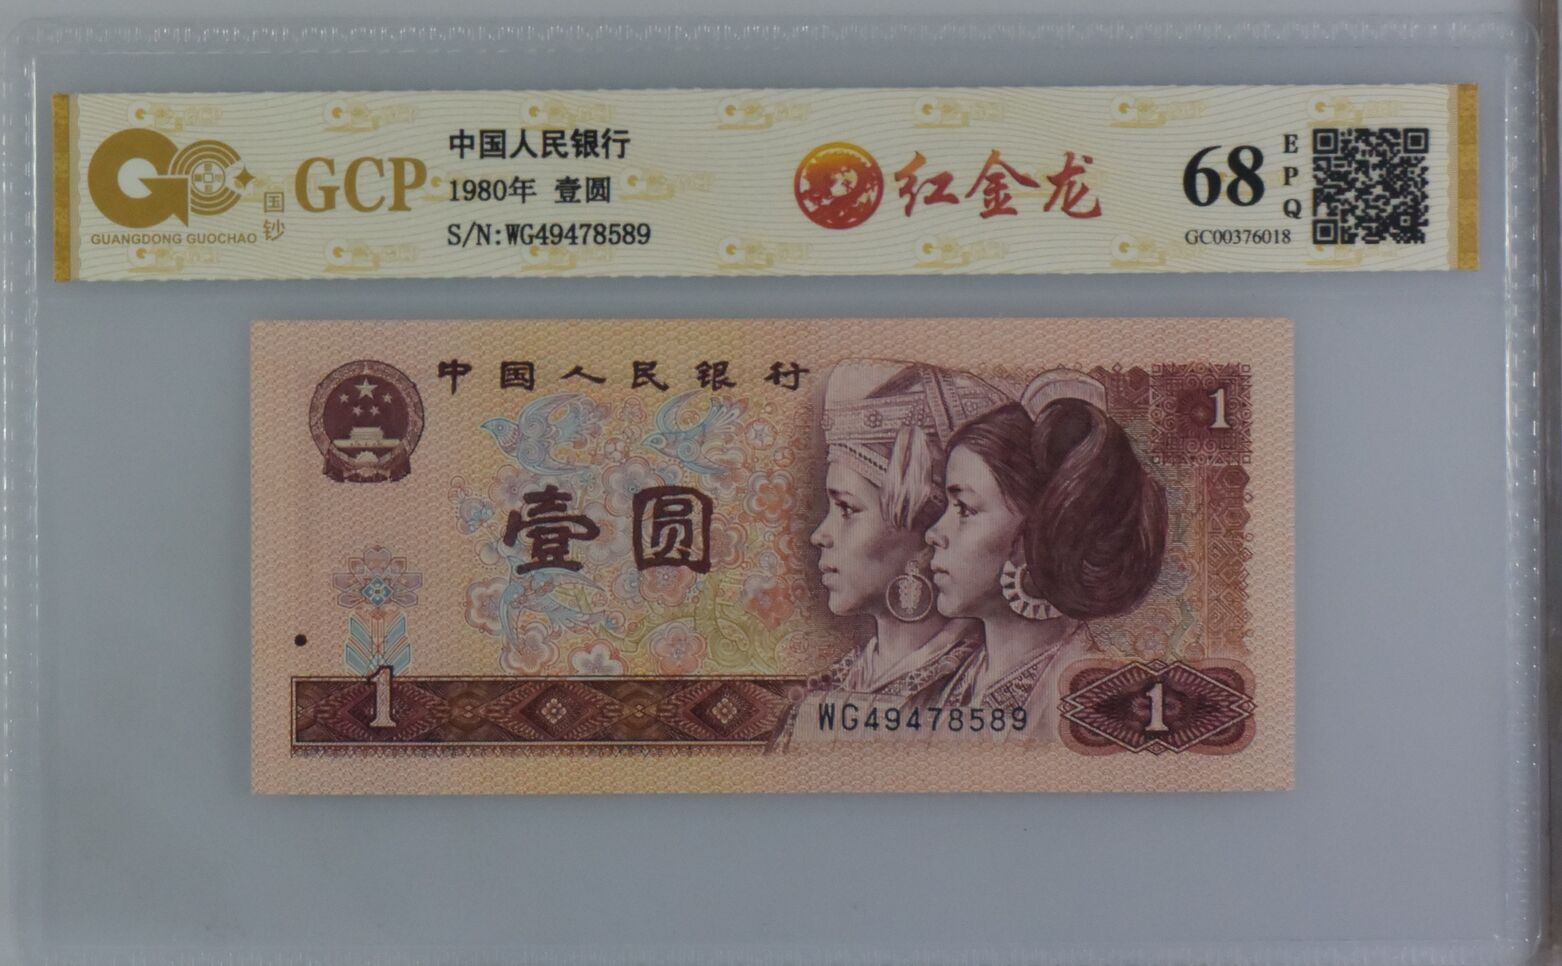 GUANGDONG GUOCHAO
国钞
GCP
中国人民银行
1980年 壹圆
S/N:WG49478589
红金龙
68
EPQ
GC00376018
中国人民银行
1
壹圆
1
WG49478589
1